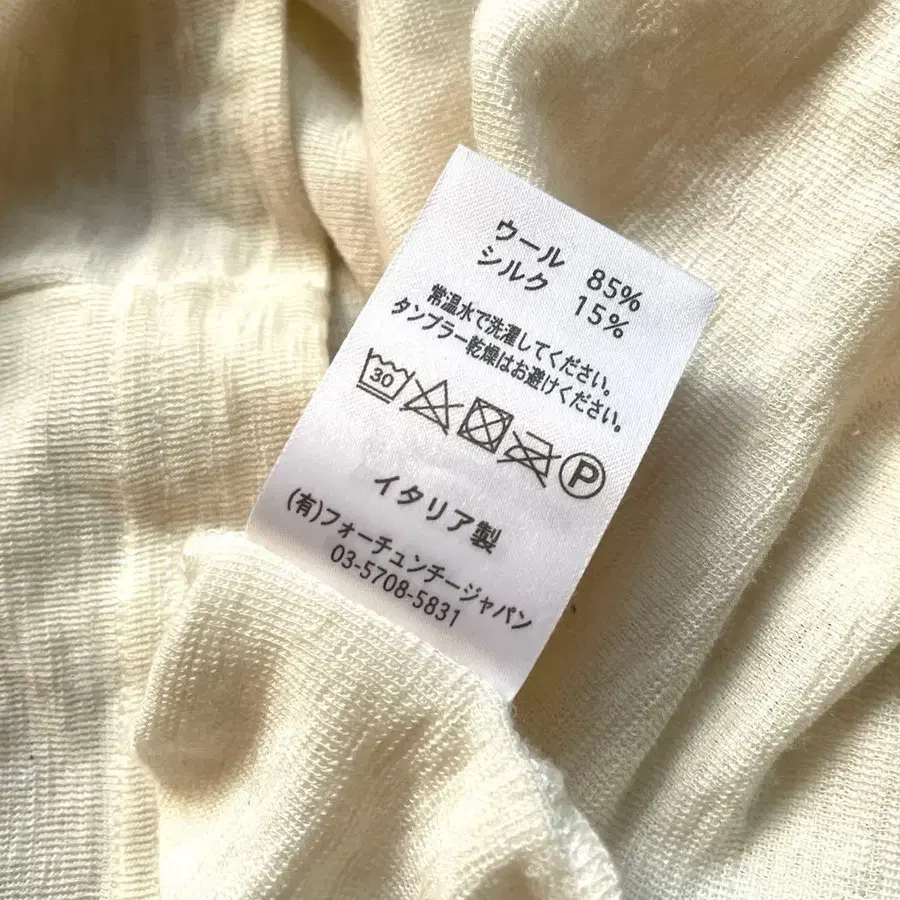 ウール 85%
シルク 15%
常温水で洗濯してください。
タンブラー乾燥はお避けください。
30 P
イタリア製
(有)フォーチュンチージャパン
03-5708-5831